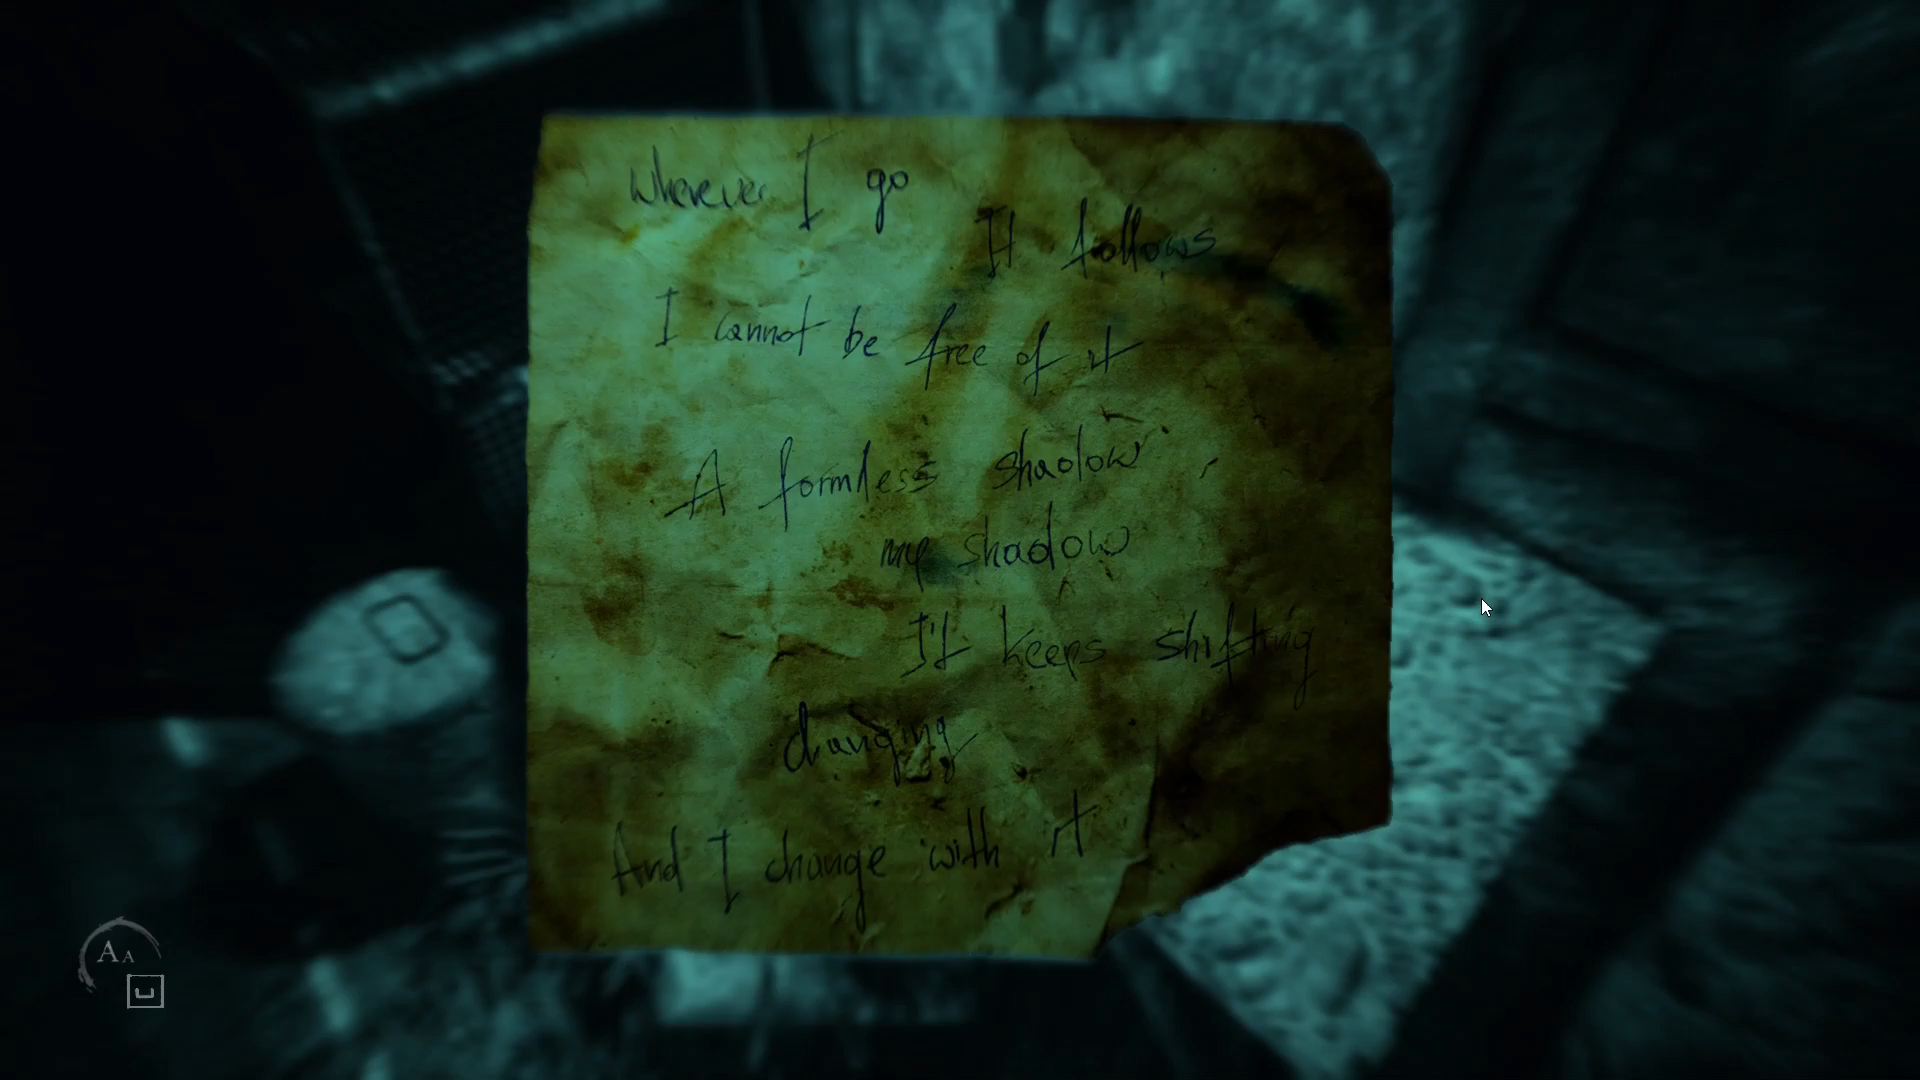 Wherever I go
It follows
I cannot be free of it
A formless shadow
my shadow
It keeps shifting
changing
And I change with it
AA